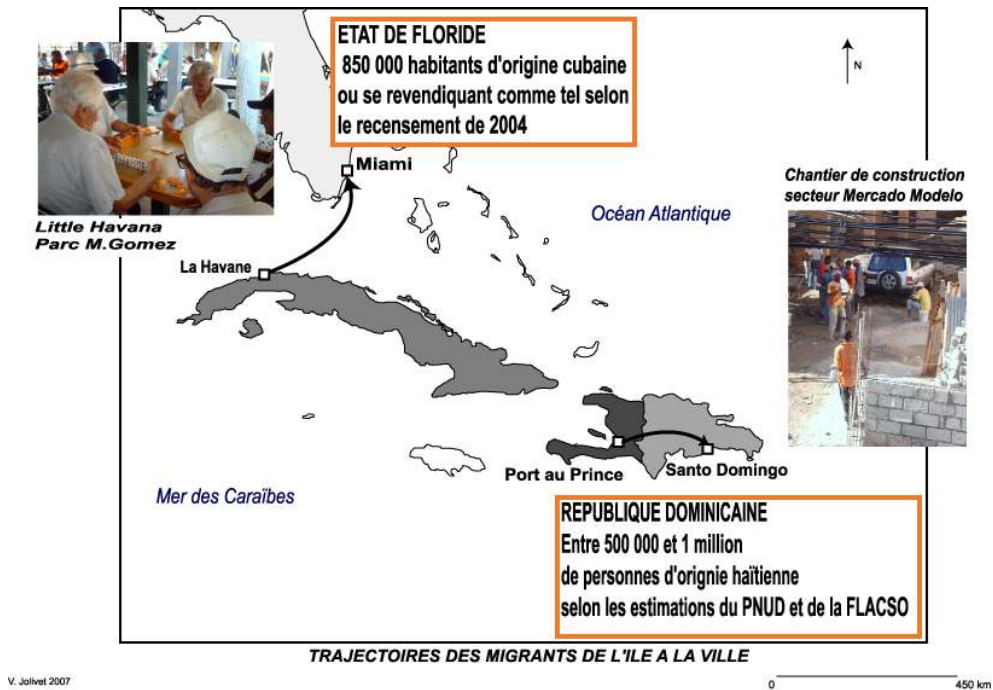 ETAT DE FLORIDE
850 000 habitants d'origine cubaine
ou se revendiquant comme tel selon
le recensement de 2004
N
Miami
Little Havana
Parc M.Gomez
Chantier de construction
secteur Mercado Modelo
Océan Atlantique
La Havane
Port au Prince
Santo Domingo
Mer des Caraïbes
REPUBLIQUE DOMINICAINE
Entre 500 000 et 1 million
de personnes d'orignie haïtienne
selon les estimations du PNUD et de la FLACSO
TRAJECTOIRES DES MIGRANTS DE L'ILE A LA VILLE
V. Jolivet 2007
0 450 km